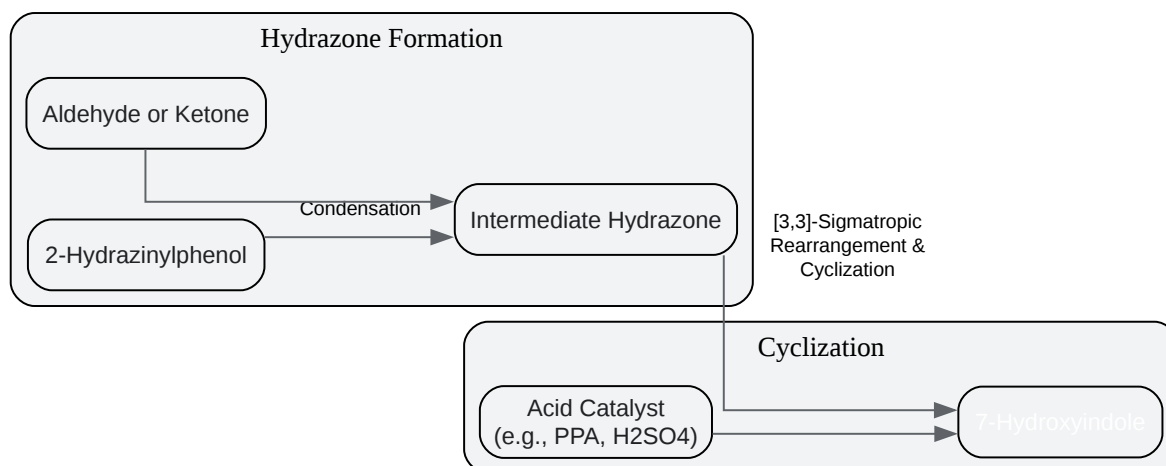 Hydrazone Formation
Aldehyde or Ketone
Condensation
Intermediate Hydrazone
2-Hydrazinylphenol
[3,3]-Sigmatropic
Rearrangement &
Cyclization
Cyclization
Acid Catalyst
(e.g., PPA, H2SO4)
7-Hydroxyindole